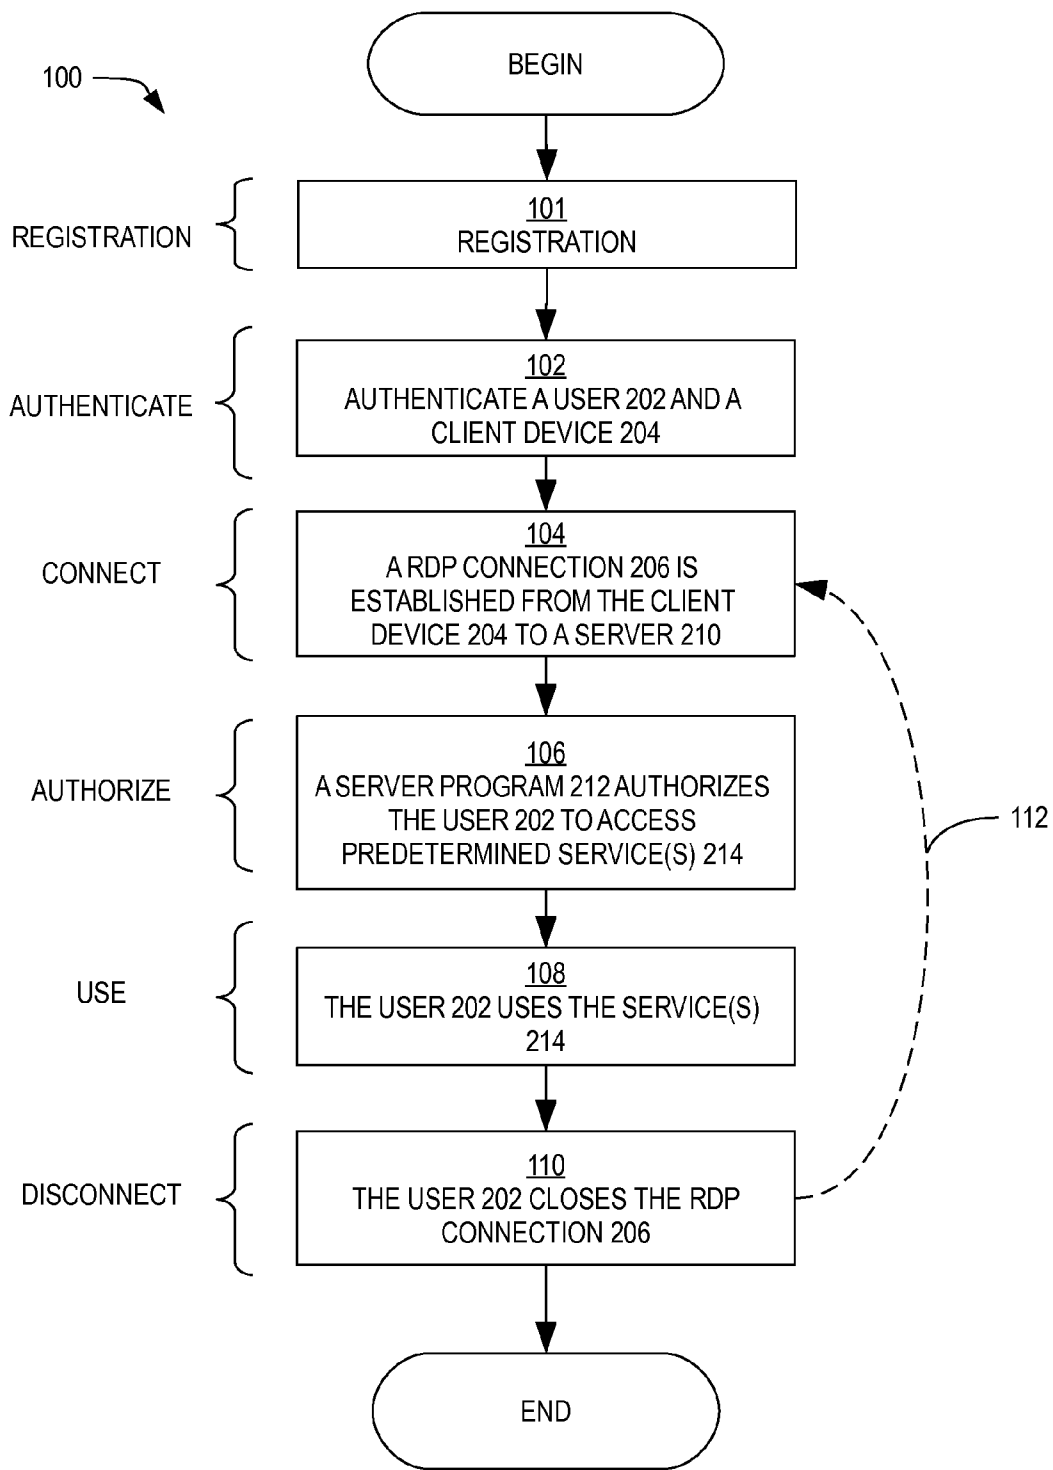 BEGIN
100
REGISTRATION
101
REGISTRATION
AUTHENTICATE
102
AUTHENTICATE A USER 202 AND A
CLIENT DEVICE 204
CONNECT
104
A RDP CONNECTION 206 IS
ESTABLISHED FROM THE CLIENT
DEVICE 204 TO A SERVER 210
AUTHORIZE
106
A SERVER PROGRAM 212 AUTHORIZES
THE USER 202 TO ACCESS
PREDETERMINED SERVICE(S) 214
112
USE
108
THE USER 202 USES THE SERVICE(S)
214
DISCONNECT
110
THE USER 202 CLOSES THE RDP
CONNECTION 206
END